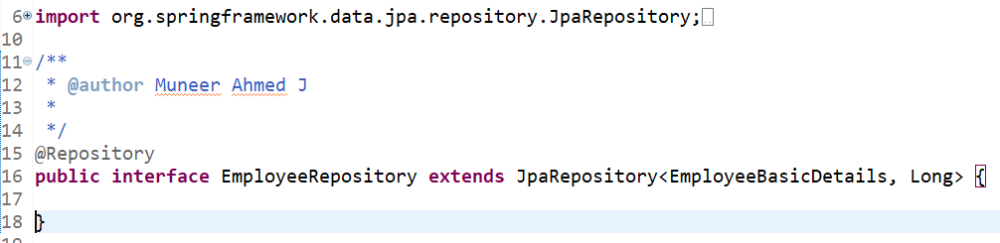 6 import org.springframework.data.jpa.repository.JpaRepository;
10
11 /**
12 * @author Muneer Ahmed J
13 *
14 */
15 @Repository
16 public interface EmployeeRepository extends JpaRepository<EmployeeBasicDetails, Long> {
17
18 }